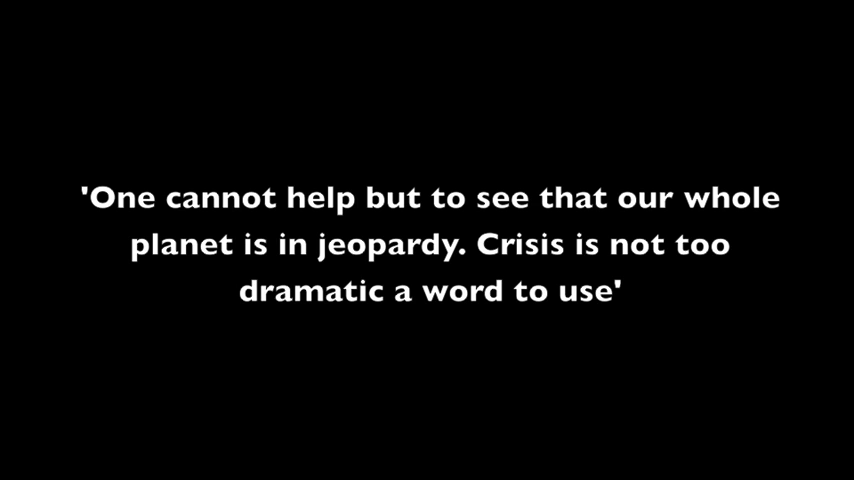 'One cannot help but to see that our whole
planet is in jeopardy. Crisis is not too
dramatic a word to use'